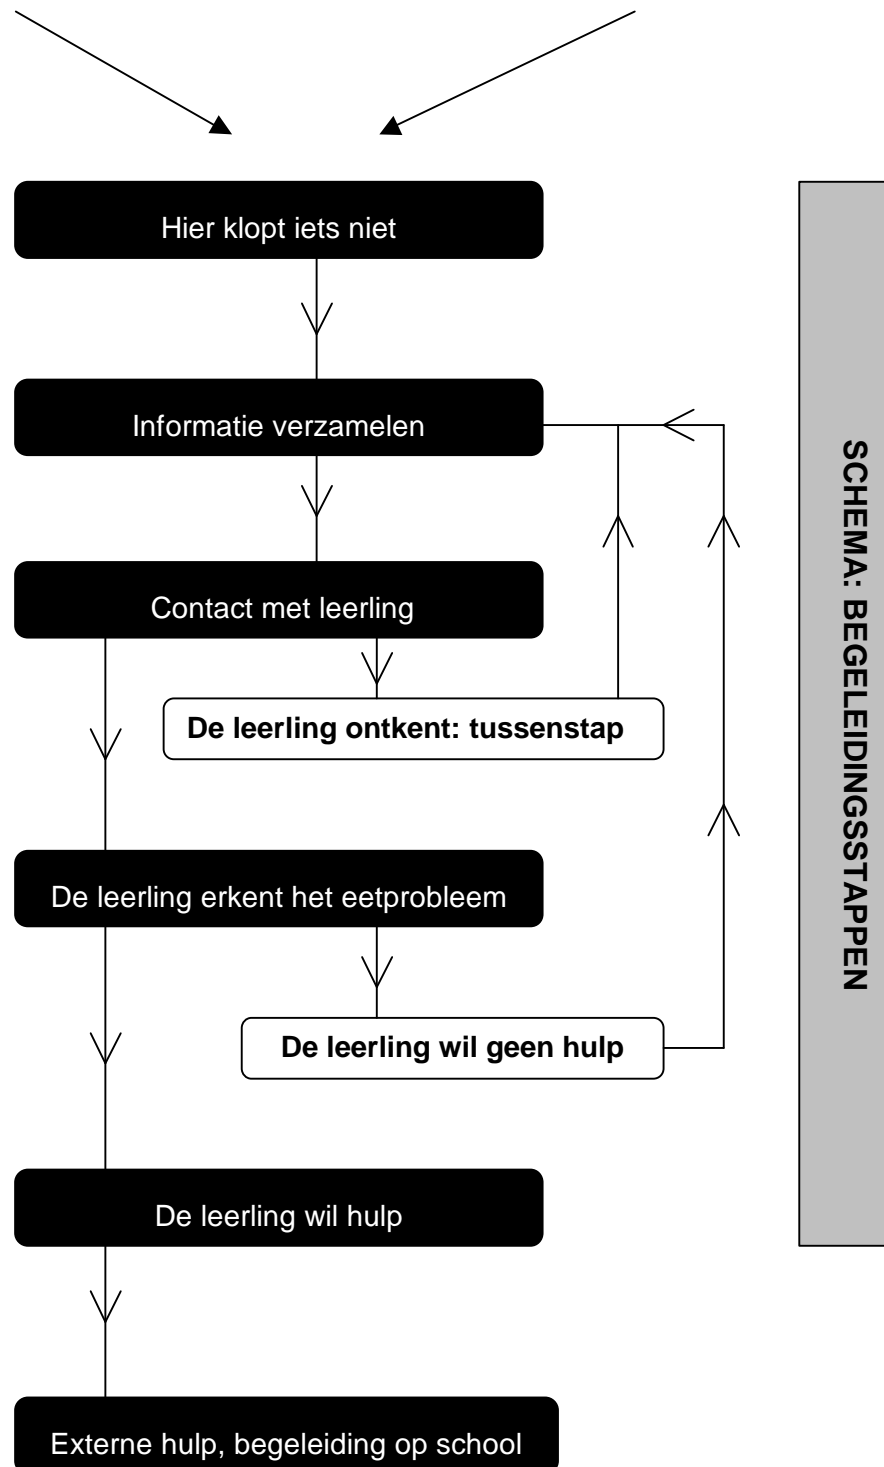 Hier klopt iets niet
Informatie verzamelen
Contact met leerling
De leerling ontkent: tussenstap
De leerling erkent het eetprobleem
De leerling wil geen hulp
De leerling wil hulp
Externe hulp, begeleiding op school
SCHEMA: BEGELEIDINGSSTAPPEN